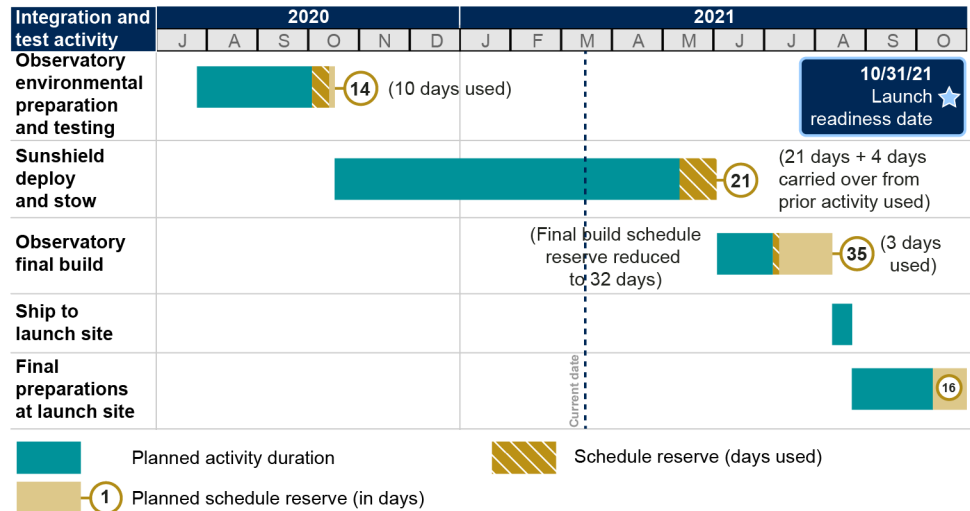 Integration and
test activity
2020
2021
J A S O N D J F M A M J J A S O
Observatory
environmental
preparation
and testing
14 (10 days used)
10/31/21
Launch
readiness date
Sunshield
deploy
and stow
21
(21 days + 4 days
carried over from
prior activity used)
Observatory
final build
(Final build schedule
reserve reduced
to 32 days)
35
(3 days
used)
Ship to
launch site
Final
preparations
at launch site
Current date
16
Planned activity duration
Schedule reserve (days used)
1 Planned schedule reserve (in days)